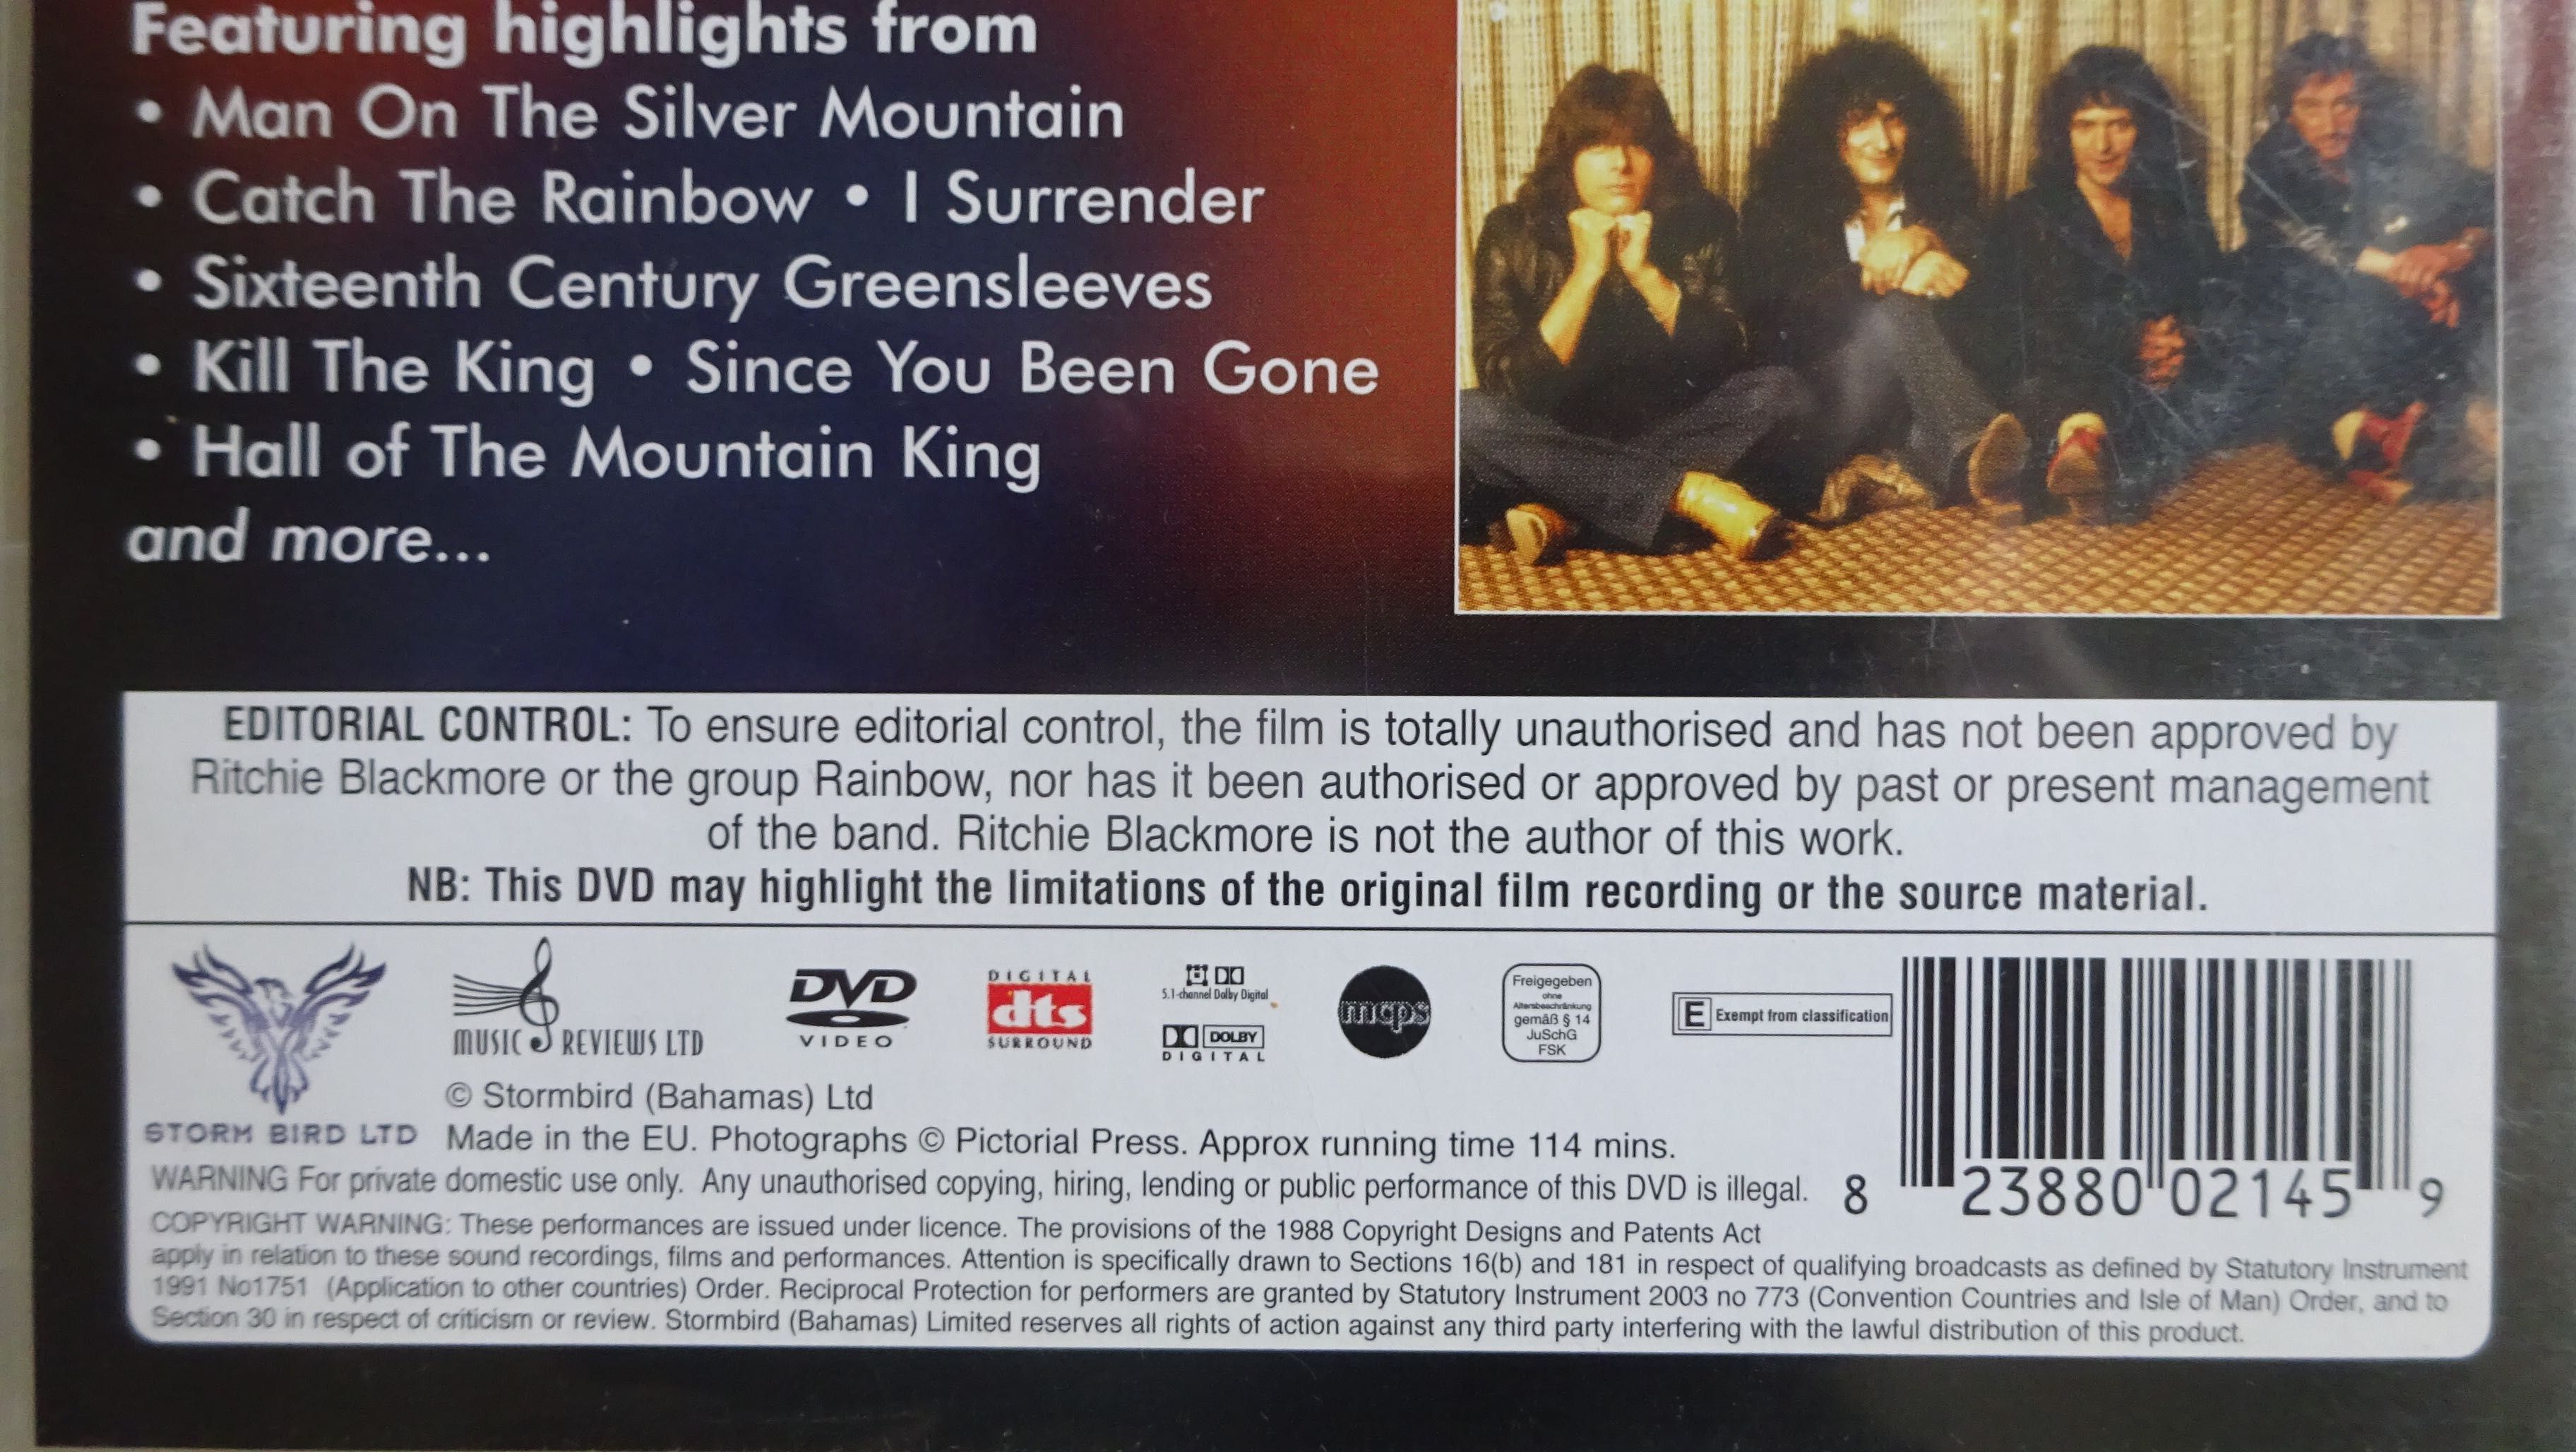 Featuring highlights from
• Man On The Silver Mountain
• Catch The Rainbow • I Surrender
• Sixteenth Century Greensleeves
• Kill The King • Since You Been Gone
• Hall of The Mountain King
and more...
EDITORIAL CONTROL: To ensure editorial control, the film is totally unauthorised and has not been approved by
Ritchie Blackmore or the group Rainbow, nor has it been authorised or approved by past or present management
of the band. Ritchie Blackmore is not the author of this work.
NB: This DVD may highlight the limitations of the original film recording or the source material.
STORM BIRD LTD
MUSIC REVIEWS LTD
DVD
VIDEO
DIGITAL
dts
SURROUND
5.1-channel Dolby Digital
DOLBY
DIGITAL
mcps
Freigegeben
ohne
Altersbeschränkung
gemäß § 14
JuSchG
FSK
E Exempt from classification
© Stormbird (Bahamas) Ltd
Made in the EU. Photographs © Pictorial Press. Approx running time 114 mins.
WARNING For private domestic use only. Any unauthorised copying, hiring, lending or public performance of this DVD is illegal.
8 23880 02145 9
COPYRIGHT WARNING: These performances are issued under licence. The provisions of the 1988 Copyright Designs and Patents Act
apply in relation to these sound recordings, films and performances. Attention is specifically drawn to Sections 16(b) and 181 in respect of qualifying broadcasts as defined by Statutory Instrument
1991 No1751 (Application to other countries) Order. Reciprocal Protection for performers are granted by Statutory Instrument 2003 no 773 (Convention Countries and Isle of Man) Order, and to
Section 30 in respect of criticism or review. Stormbird (Bahamas) Limited reserves all rights of action against any third party interfering with the lawful distribution of this product.